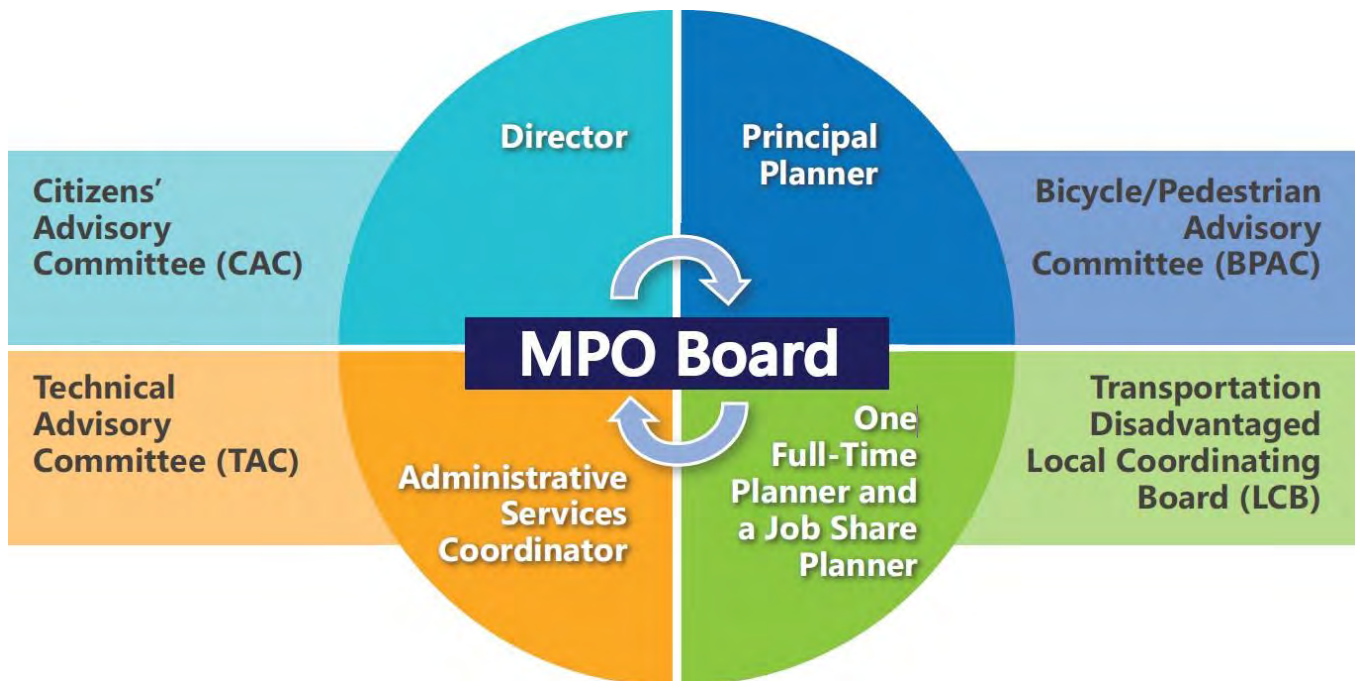 Director
Principal
Planner
Citizens’
Advisory
Committee (CAC)
Bicycle/Pedestrian
Advisory
Committee (BPAC)
MPO Board
Technical
Advisory
Committee (TAC)
Administrative
Services
Coordinator
One
Full-Time
Planner and
a Job Share
Planner
Transportation
Disadvantaged
Local Coordinating
Board (LCB)